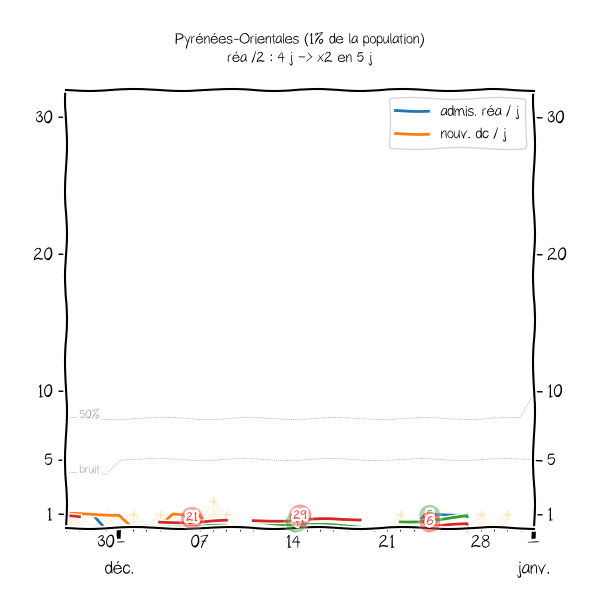 Pyrénées-Orientales (1% de la population)
réa /2 : 4 j -> x2 en 5 j
admis. réa / j
nouv. dc / j
30 30
20 20
10 10
50%
5 5
bruit
1 1
21 29 6
30 07 14 21 28
déc. janv.